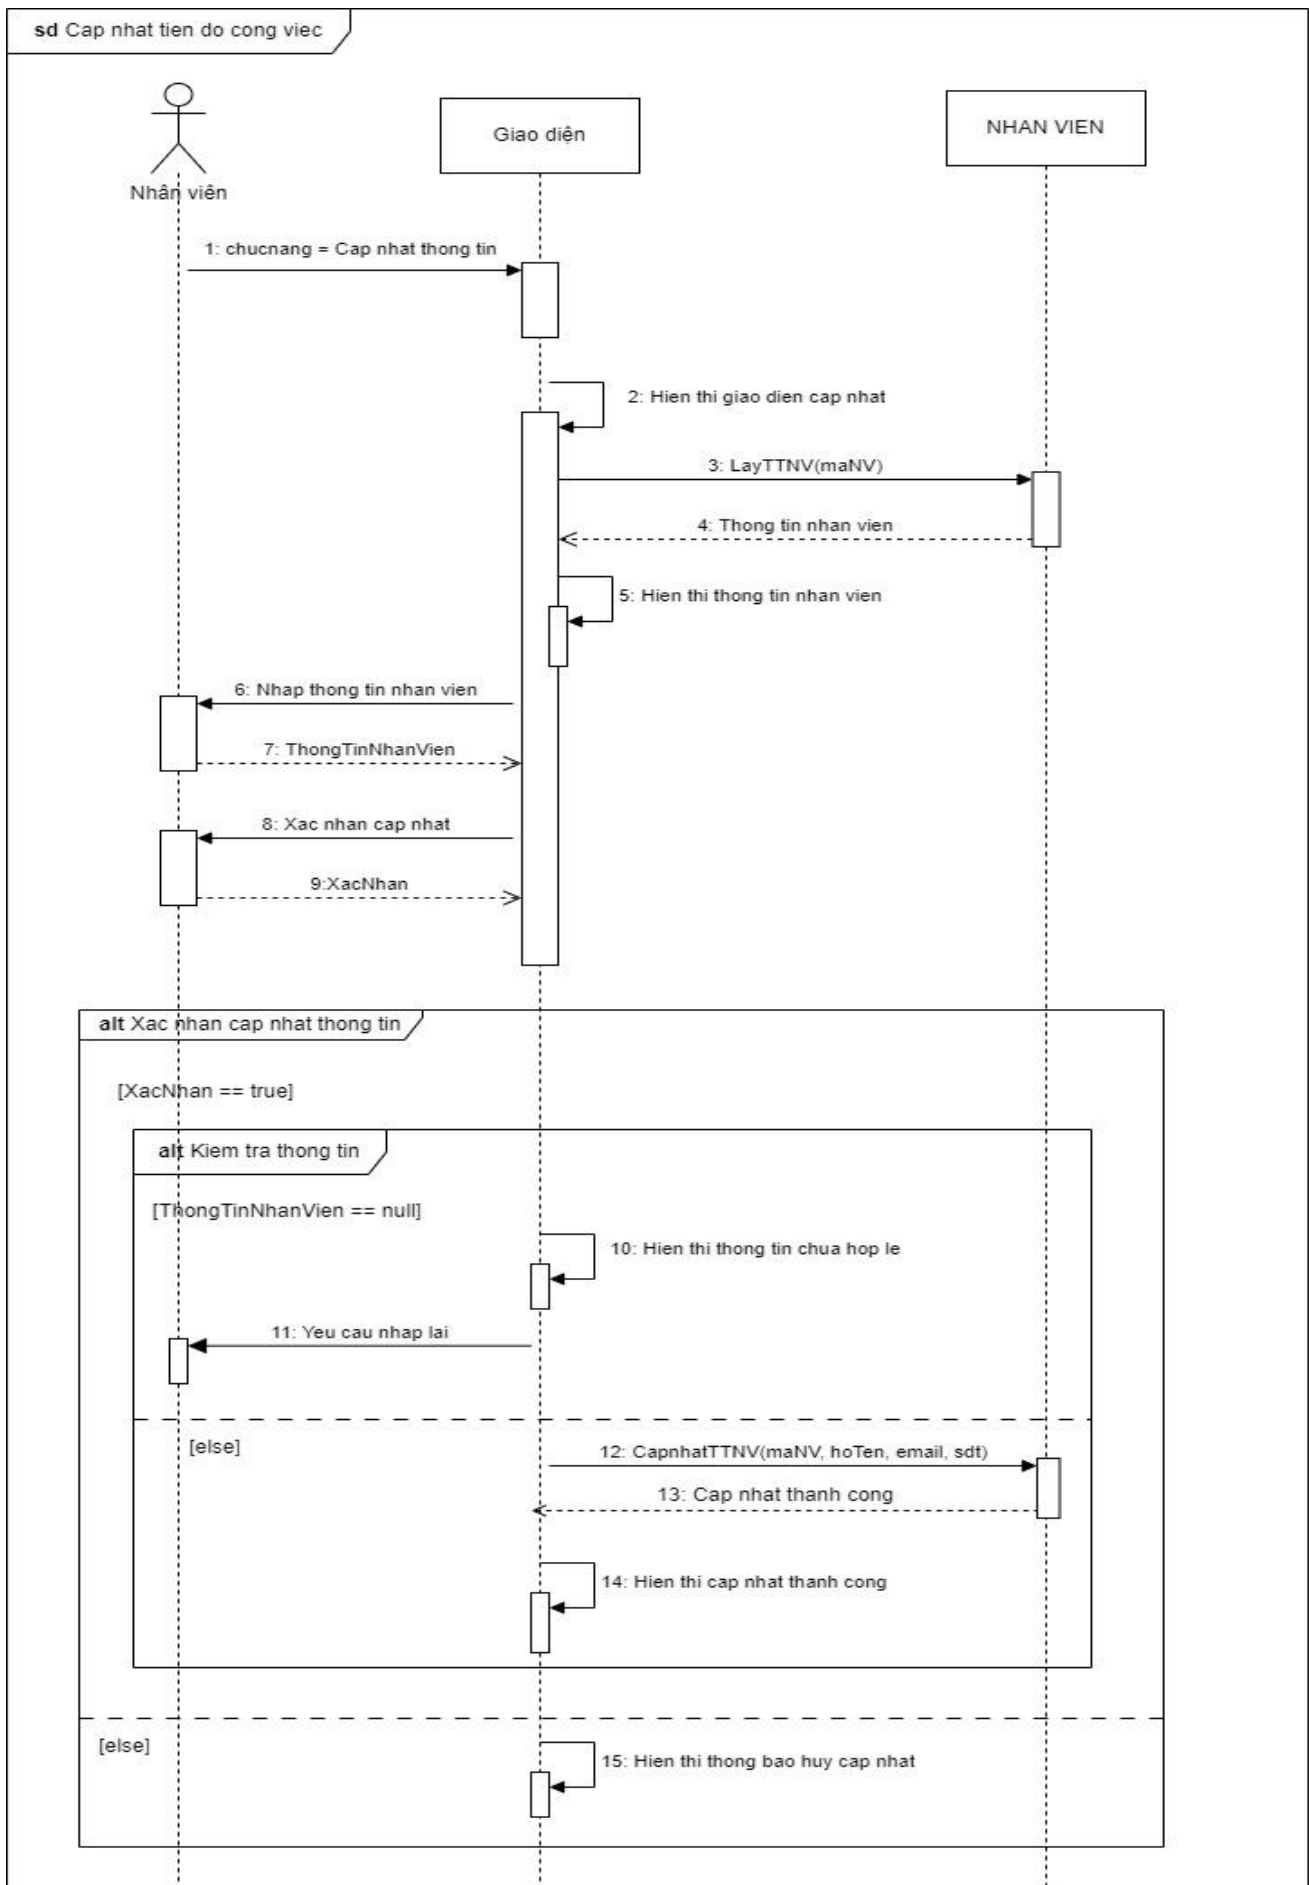 sd Cap nhat tien do cong viec
Giao diện
NHAN VIEN
Nhân viên
1: chucnang = Cap nhat thong tin
2: Hien thi giao dien cap nhat
3: LayTTNV(maNV)
4: Thong tin nhan vien
5: Hien thi thong tin nhan vien
6: Nhap thong tin nhan vien
7: ThongTinNhanVien
8: Xac nhan cap nhat
9:XacNhan
alt Xac nhan cap nhat thong tin
[XacNhan == true]
alt Kiem tra thong tin
[ThongTinNhanVien == null]
10: Hien thi thong tin chua hop le
11: Yeu cau nhap lai
[else]
12: CapnhatTTNV(maNV, hoTen, email, sdt)
13: Cap nhat thanh cong
14: Hien thi cap nhat thanh cong
[else]
15: Hien thi thong bao huy cap nhat